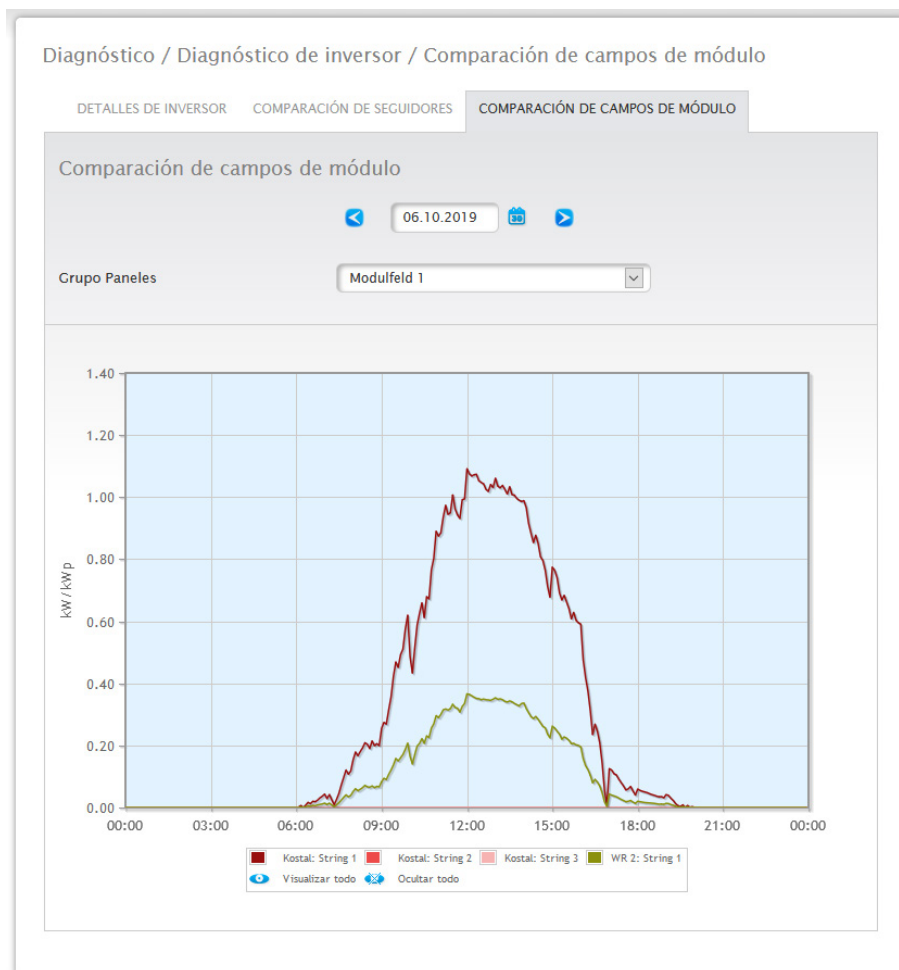 Diagnóstico / Diagnóstico de inversor / Comparación de campos de módulo
DETALLES DE INVERSOR COMPARACIÓN DE SEGUIDORES COMPARACIÓN DE CAMPOS DE MÓDULO
Comparación de campos de módulo
06.10.2019 30
Grupo Paneles Modulfeld 1
1.40
1.20
1.00
0.80
0.60
0.40
0.20
0.00
kW / kWp
00:00 03:00 06:00 09:00 12:00 15:00 18:00 21:00 00:00
Kostal: String 1 Kostal: String 2 Kostal: String 3 WR 2: String 1
Visualizar todo Ocultar todo